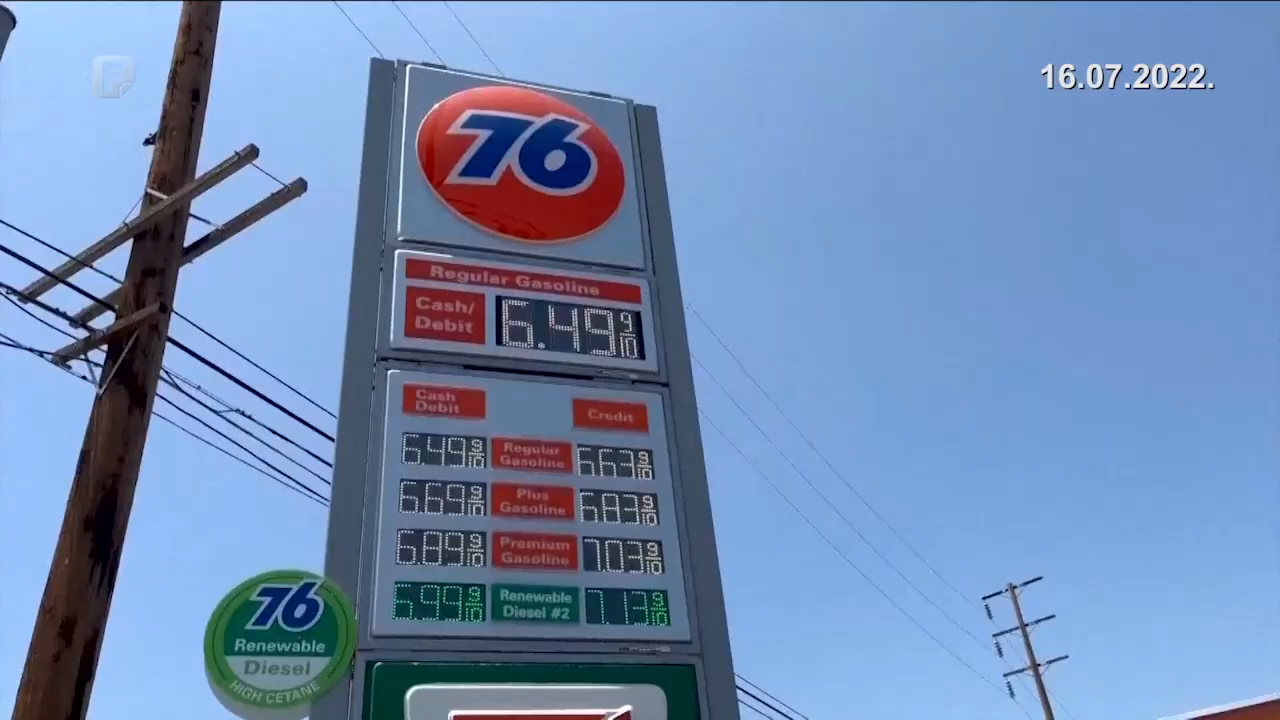 16.07.2022.
76
Regular Gasoline
Cash/
Debit
6.49 9/10
Cash
Debit
Credit
6.49 9/10
Regular
Gasoline
6.63 9/10
6.69 9/10
Plus
Gasoline
6.83 9/10
6.89 9/10
Premium
Gasoline
7.03 9/10
6.99 9/10
Renewable
Diesel #2
7.13 9/10
76
Renewable
Diesel
HIGH CETANE